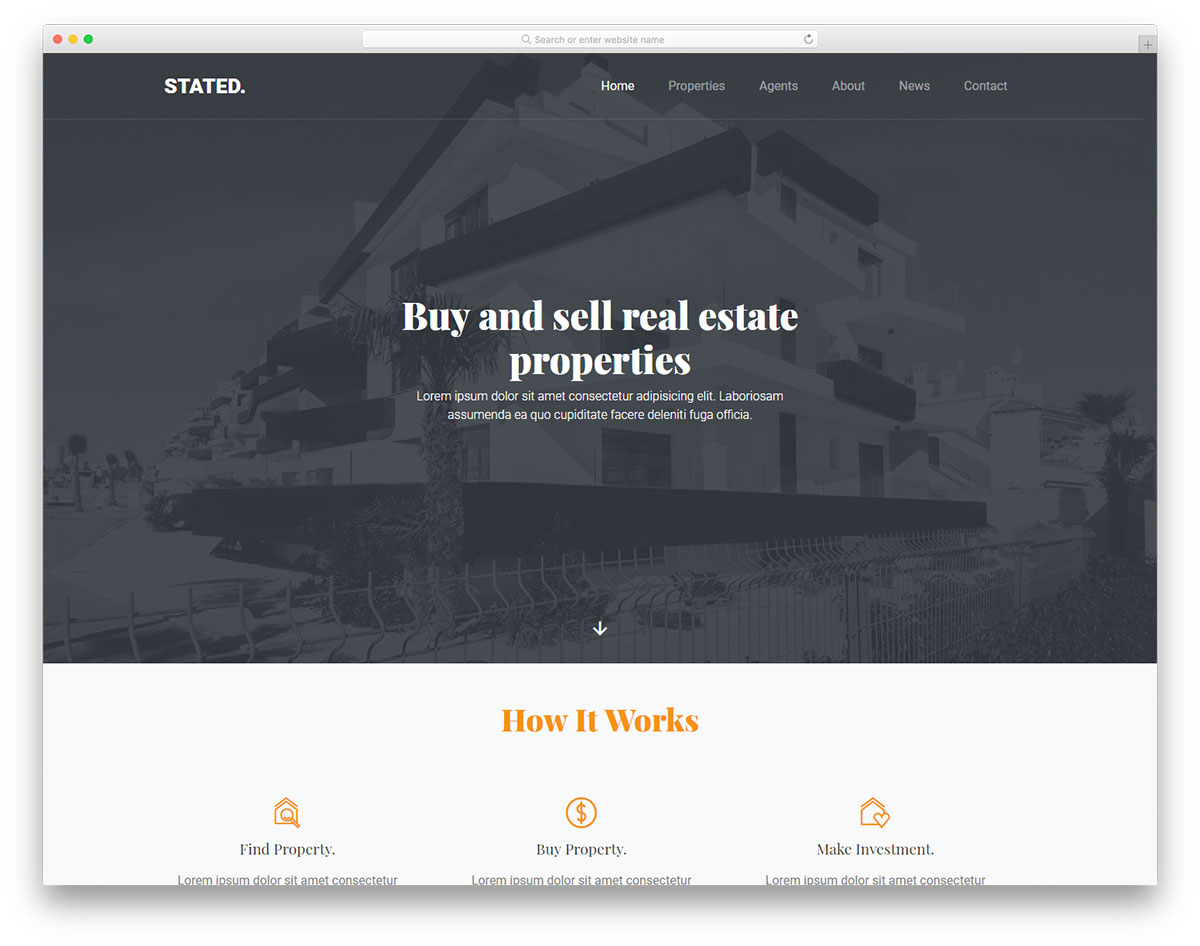 Search or enter website name
STATED.
Home Properties Agents About News Contact
Buy and sell real estate
properties
Lorem ipsum dolor sit amet consectetur adipisicing elit. Laboriosam
assumenda ea quo cupiditate facere deleniti fuga officia.
How It Works
Find Property. Buy Property. Make Investment.
Lorem ipsum dolor sit amet consectetur Lorem ipsum dolor sit amet consectetur Lorem ipsum dolor sit amet consectetur